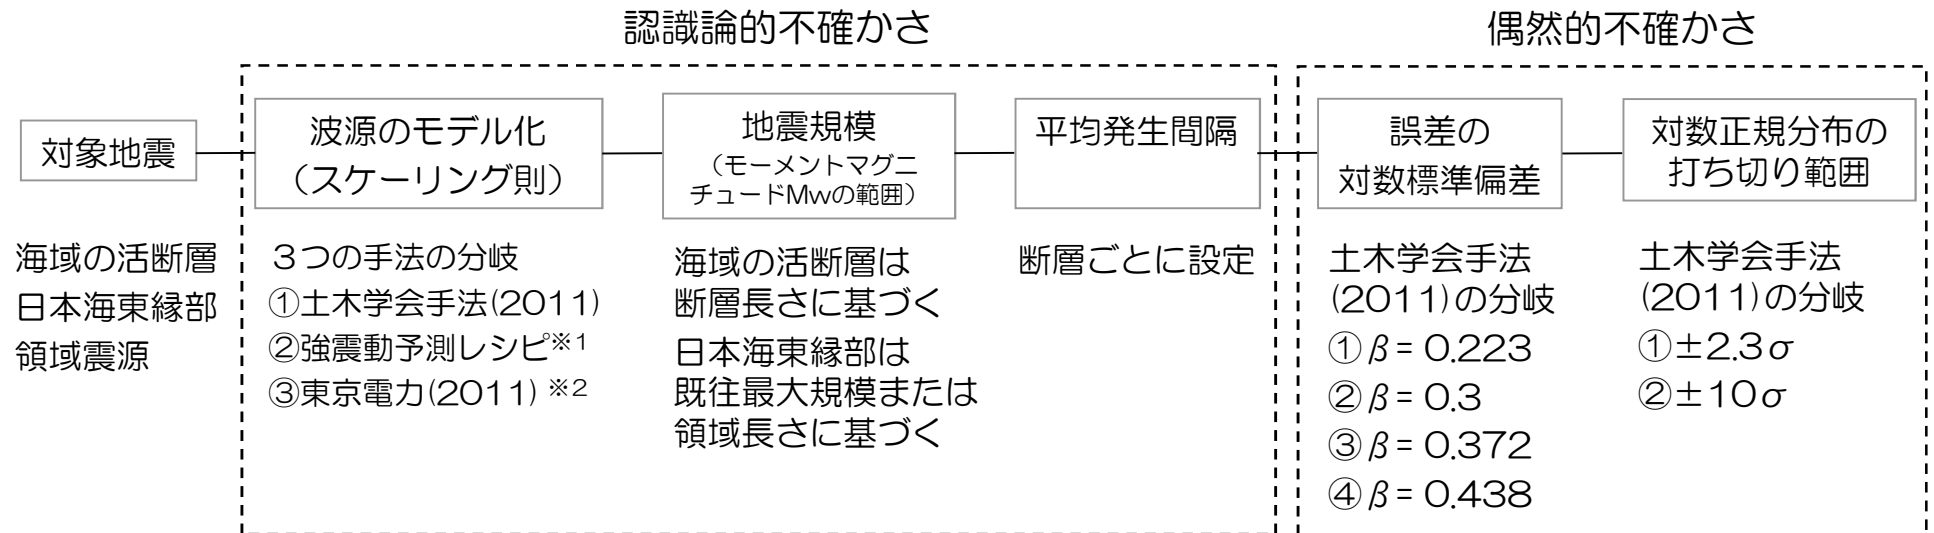 認識論的不確かさ
偶然的不確かさ
対象地震
波源のモデル化
(スケーリング則)
地震規模
(モーメントマグニ
チュードMwの範囲)
平均発生間隔
誤差の
対数標準偏差
対数正規分布の
打ち切り範囲
海域の活断層
日本海東縁部
領域震源
３つの手法の分岐
①土木学会手法(2011)
②強震動予測レシピ※1
③東京電力(2011) ※2
海域の活断層は
断層長さに基づく
日本海東縁部は
既往最大規模または
領域長さに基づく
断層ごとに設定
土木学会手法
(2011)の分岐
①β= 0.223
②β= 0.3
③β= 0.372
④β= 0.438
土木学会手法
(2011)の分岐
①±2.3σ
②±10σ